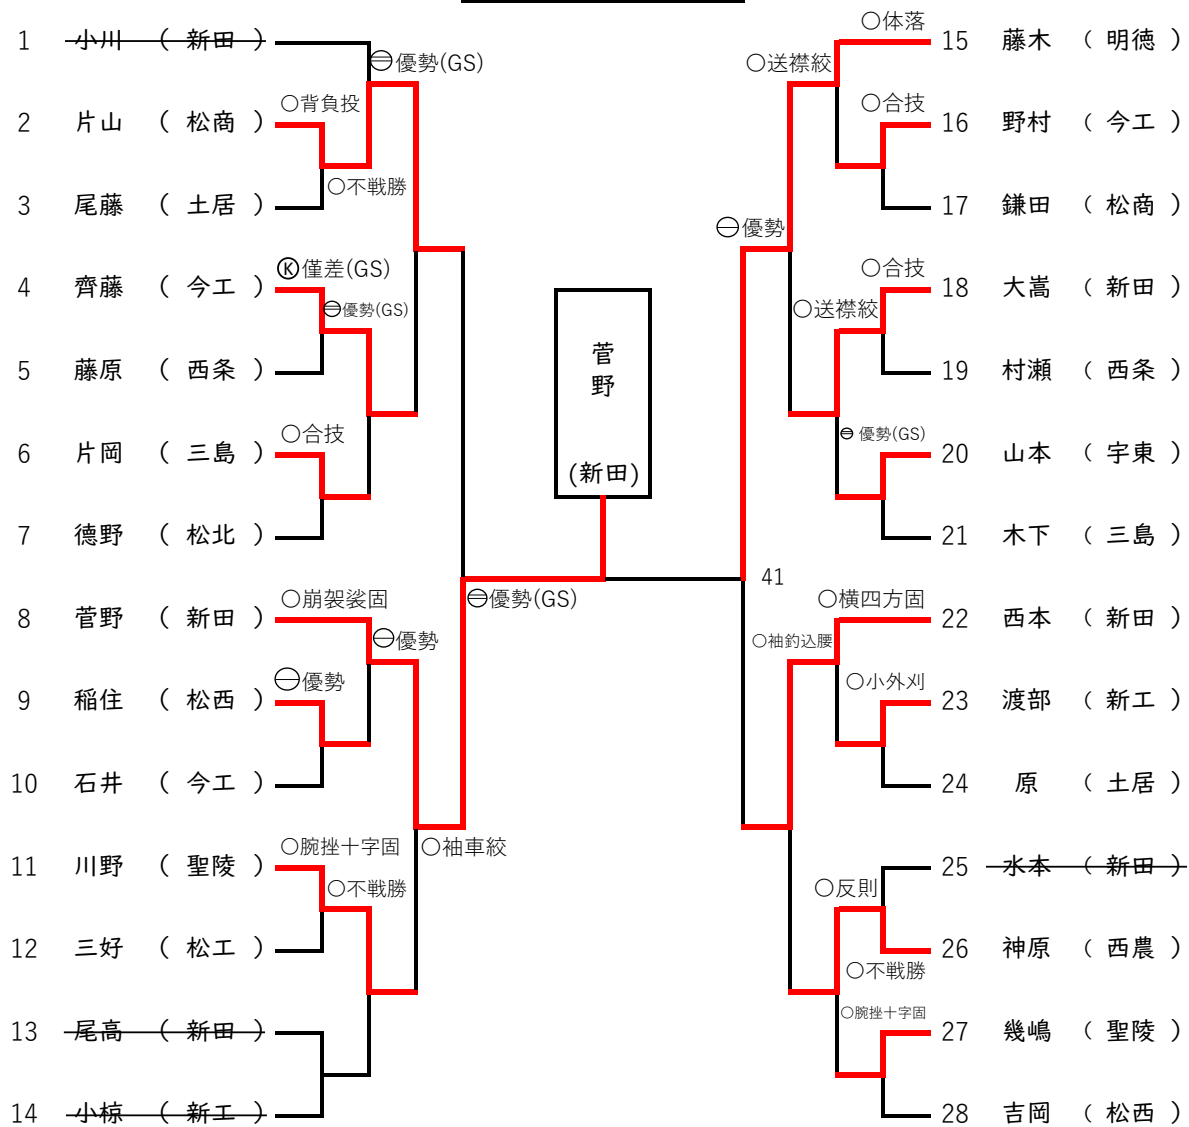 1 小川 ( 新田 )
○優勢(GS)
○背負投
2 片山 ( 松商 )
○不戦勝
3 尾藤 ( 土居 )
Ⓚ僅差(GS)
4 齊藤 ( 今工 )
○優勢(GS)
5 藤原 ( 西条 )
○合技
6 片岡 ( 三島 )
7 德野 ( 松北 )
○崩袈裟固
8 菅野 ( 新田 )
○優勢
○優勢
9 稲住 ( 松西 )
10 石井 ( 今工 )
○腕挫十字固
○袖車絞
11 川野 ( 聖陵 )
○不戦勝
12 三好 ( 松工 )
13 尾高 ( 新田 )
14 小椋 ( 新工 )
○優勢(GS)
菅野
(新田)
41
○体落
15 藤木 ( 明徳 )
○送襟絞
○合技
16 野村 ( 今工 )
17 鎌田 ( 松商 )
○優勢
○合技
18 大嵩 ( 新田 )
○送襟絞
19 村瀬 ( 西条 )
○優勢(GS)
20 山本 ( 宇東 )
21 木下 ( 三島 )
○横四方固
22 西本 ( 新田 )
○袖釣込腰
○小外刈
23 渡部 ( 新工 )
24 原 ( 土居 )
25 水本 ( 新田 )
○反則
26 神原 ( 西農 )
○不戦勝
○腕挫十字固
27 幾嶋 ( 聖陵 )
28 吉岡 ( 松西 )